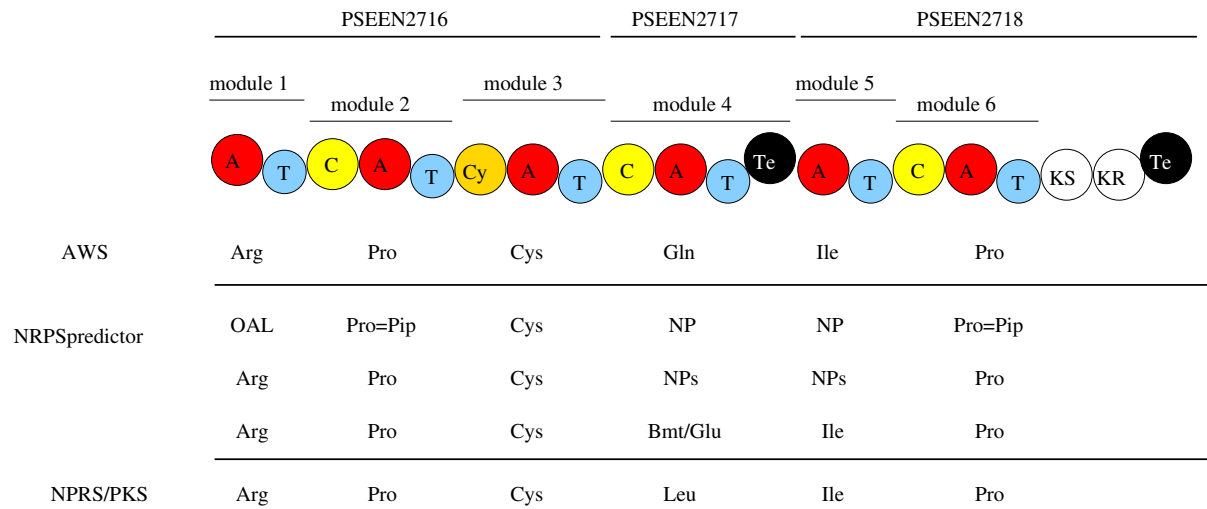 PSEEN2716 PSEEN2717 PSEEN2718
module 1 module 3 module 5
module 2 module 4 module 6
A T C A T Cy A T C A T Te A T C A T KS KR Te
AWS Arg Pro Cys Gln Ile Pro
OAL Pro=Pip Cys NP NP Pro=Pip
NRPSpredictor
Arg Pro Cys NPs NPs Pro
Arg Pro Cys Bmt/Glu Ile Pro
NPRS/PKS Arg Pro Cys Leu Ile Pro